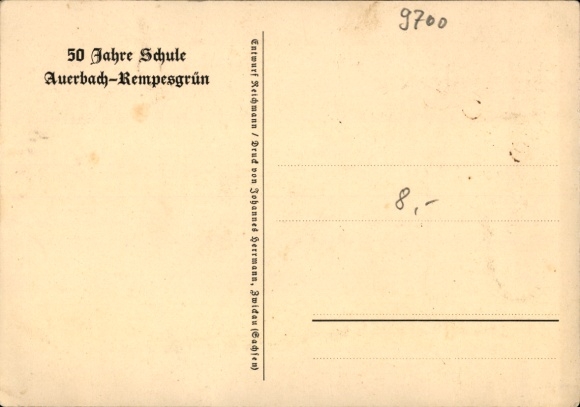 9700
50 Jahre Schule
Auerbach-Rempesgrün
Entwurf Reichmann / Druck von Johannes Herrmann, Zwickau (Sachsen)
8,-